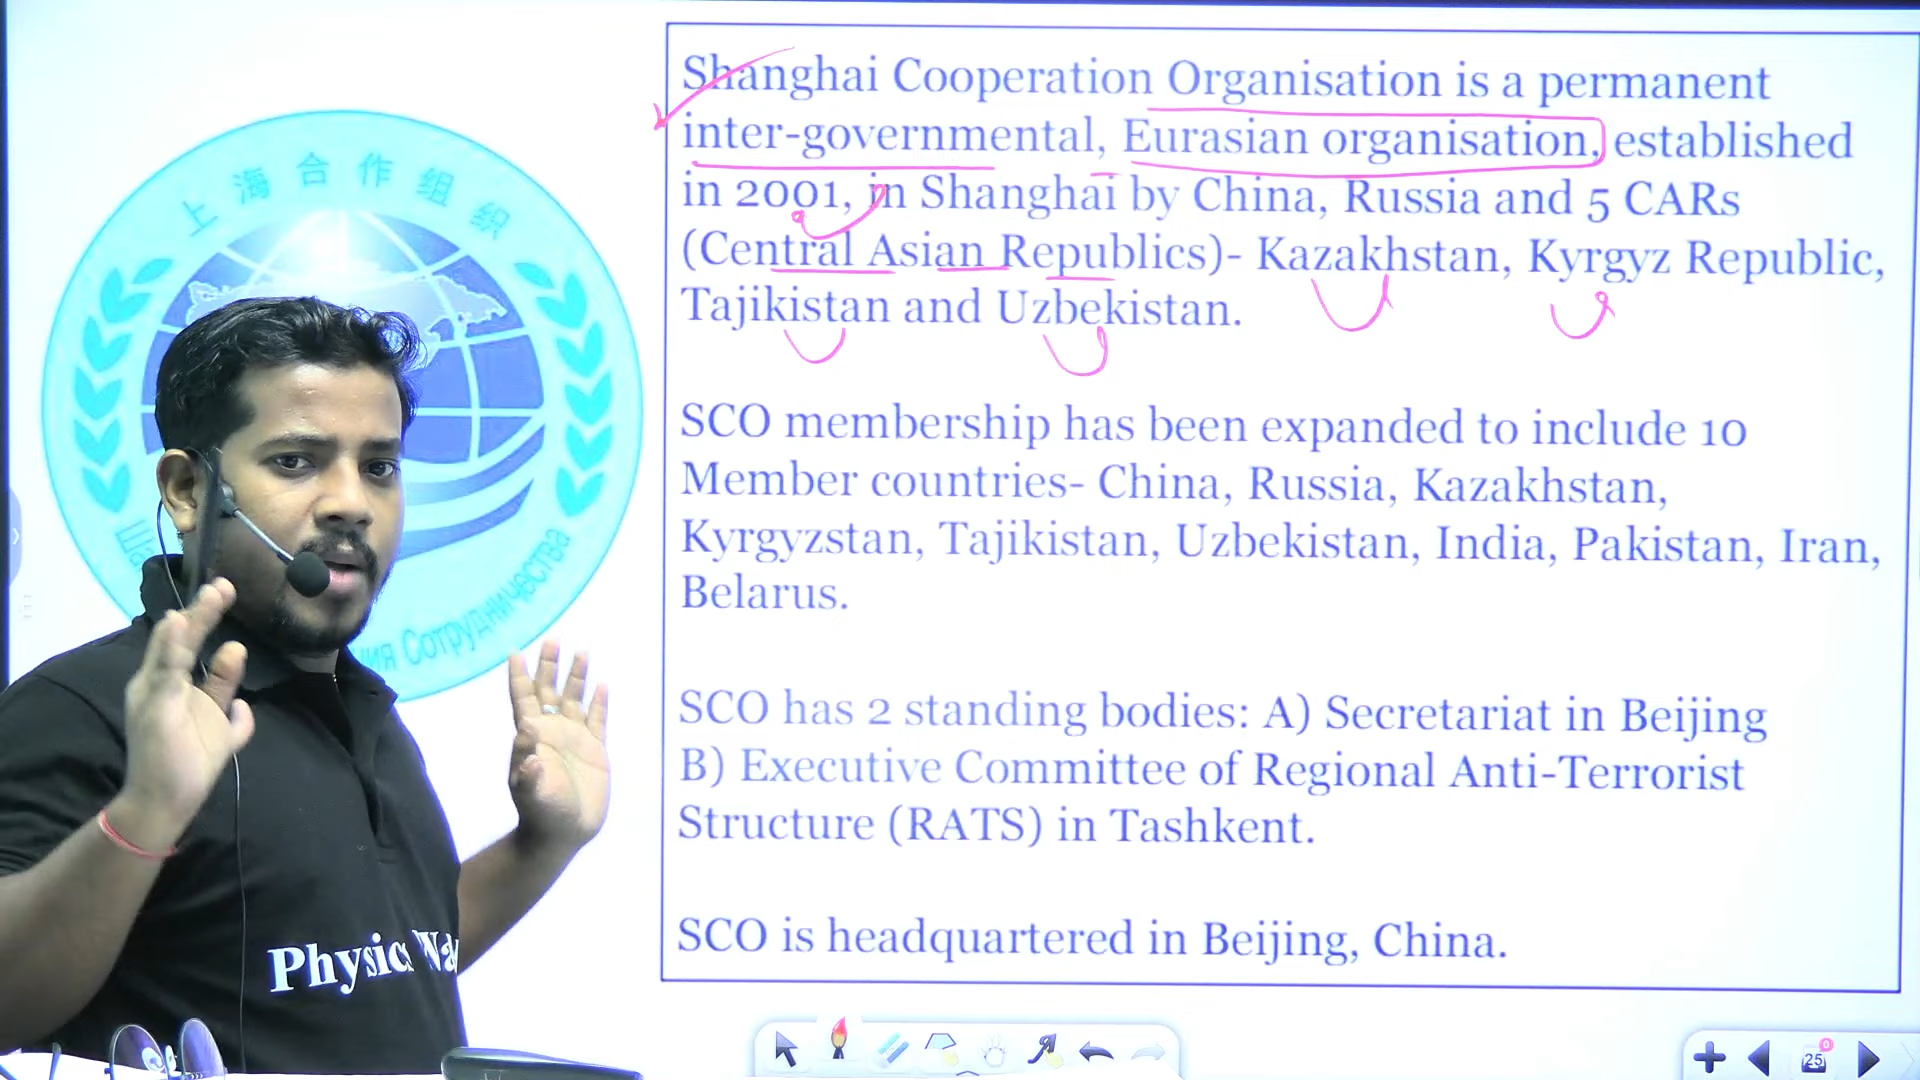 Shanghai Cooperation Organisation is a permanent
inter-governmental, Eurasian organisation, established
in 2001, in Shanghai by China, Russia and 5 CARs
(Central Asian Republics)- Kazakhstan, Kyrgyz Republic,
Tajikistan and Uzbekistan.
SCO membership has been expanded to include 10
Member countries- China, Russia, Kazakhstan,
Kyrgyzstan, Tajikistan, Uzbekistan, India, Pakistan, Iran,
Belarus.
SCO has 2 standing bodies: A) Secretariat in Beijing
B) Executive Committee of Regional Anti-Terrorist
Structure (RATS) in Tashkent.
SCO is headquartered in Beijing, China.
上海合作组织
Сотрудничества
Physics Wa
25
0